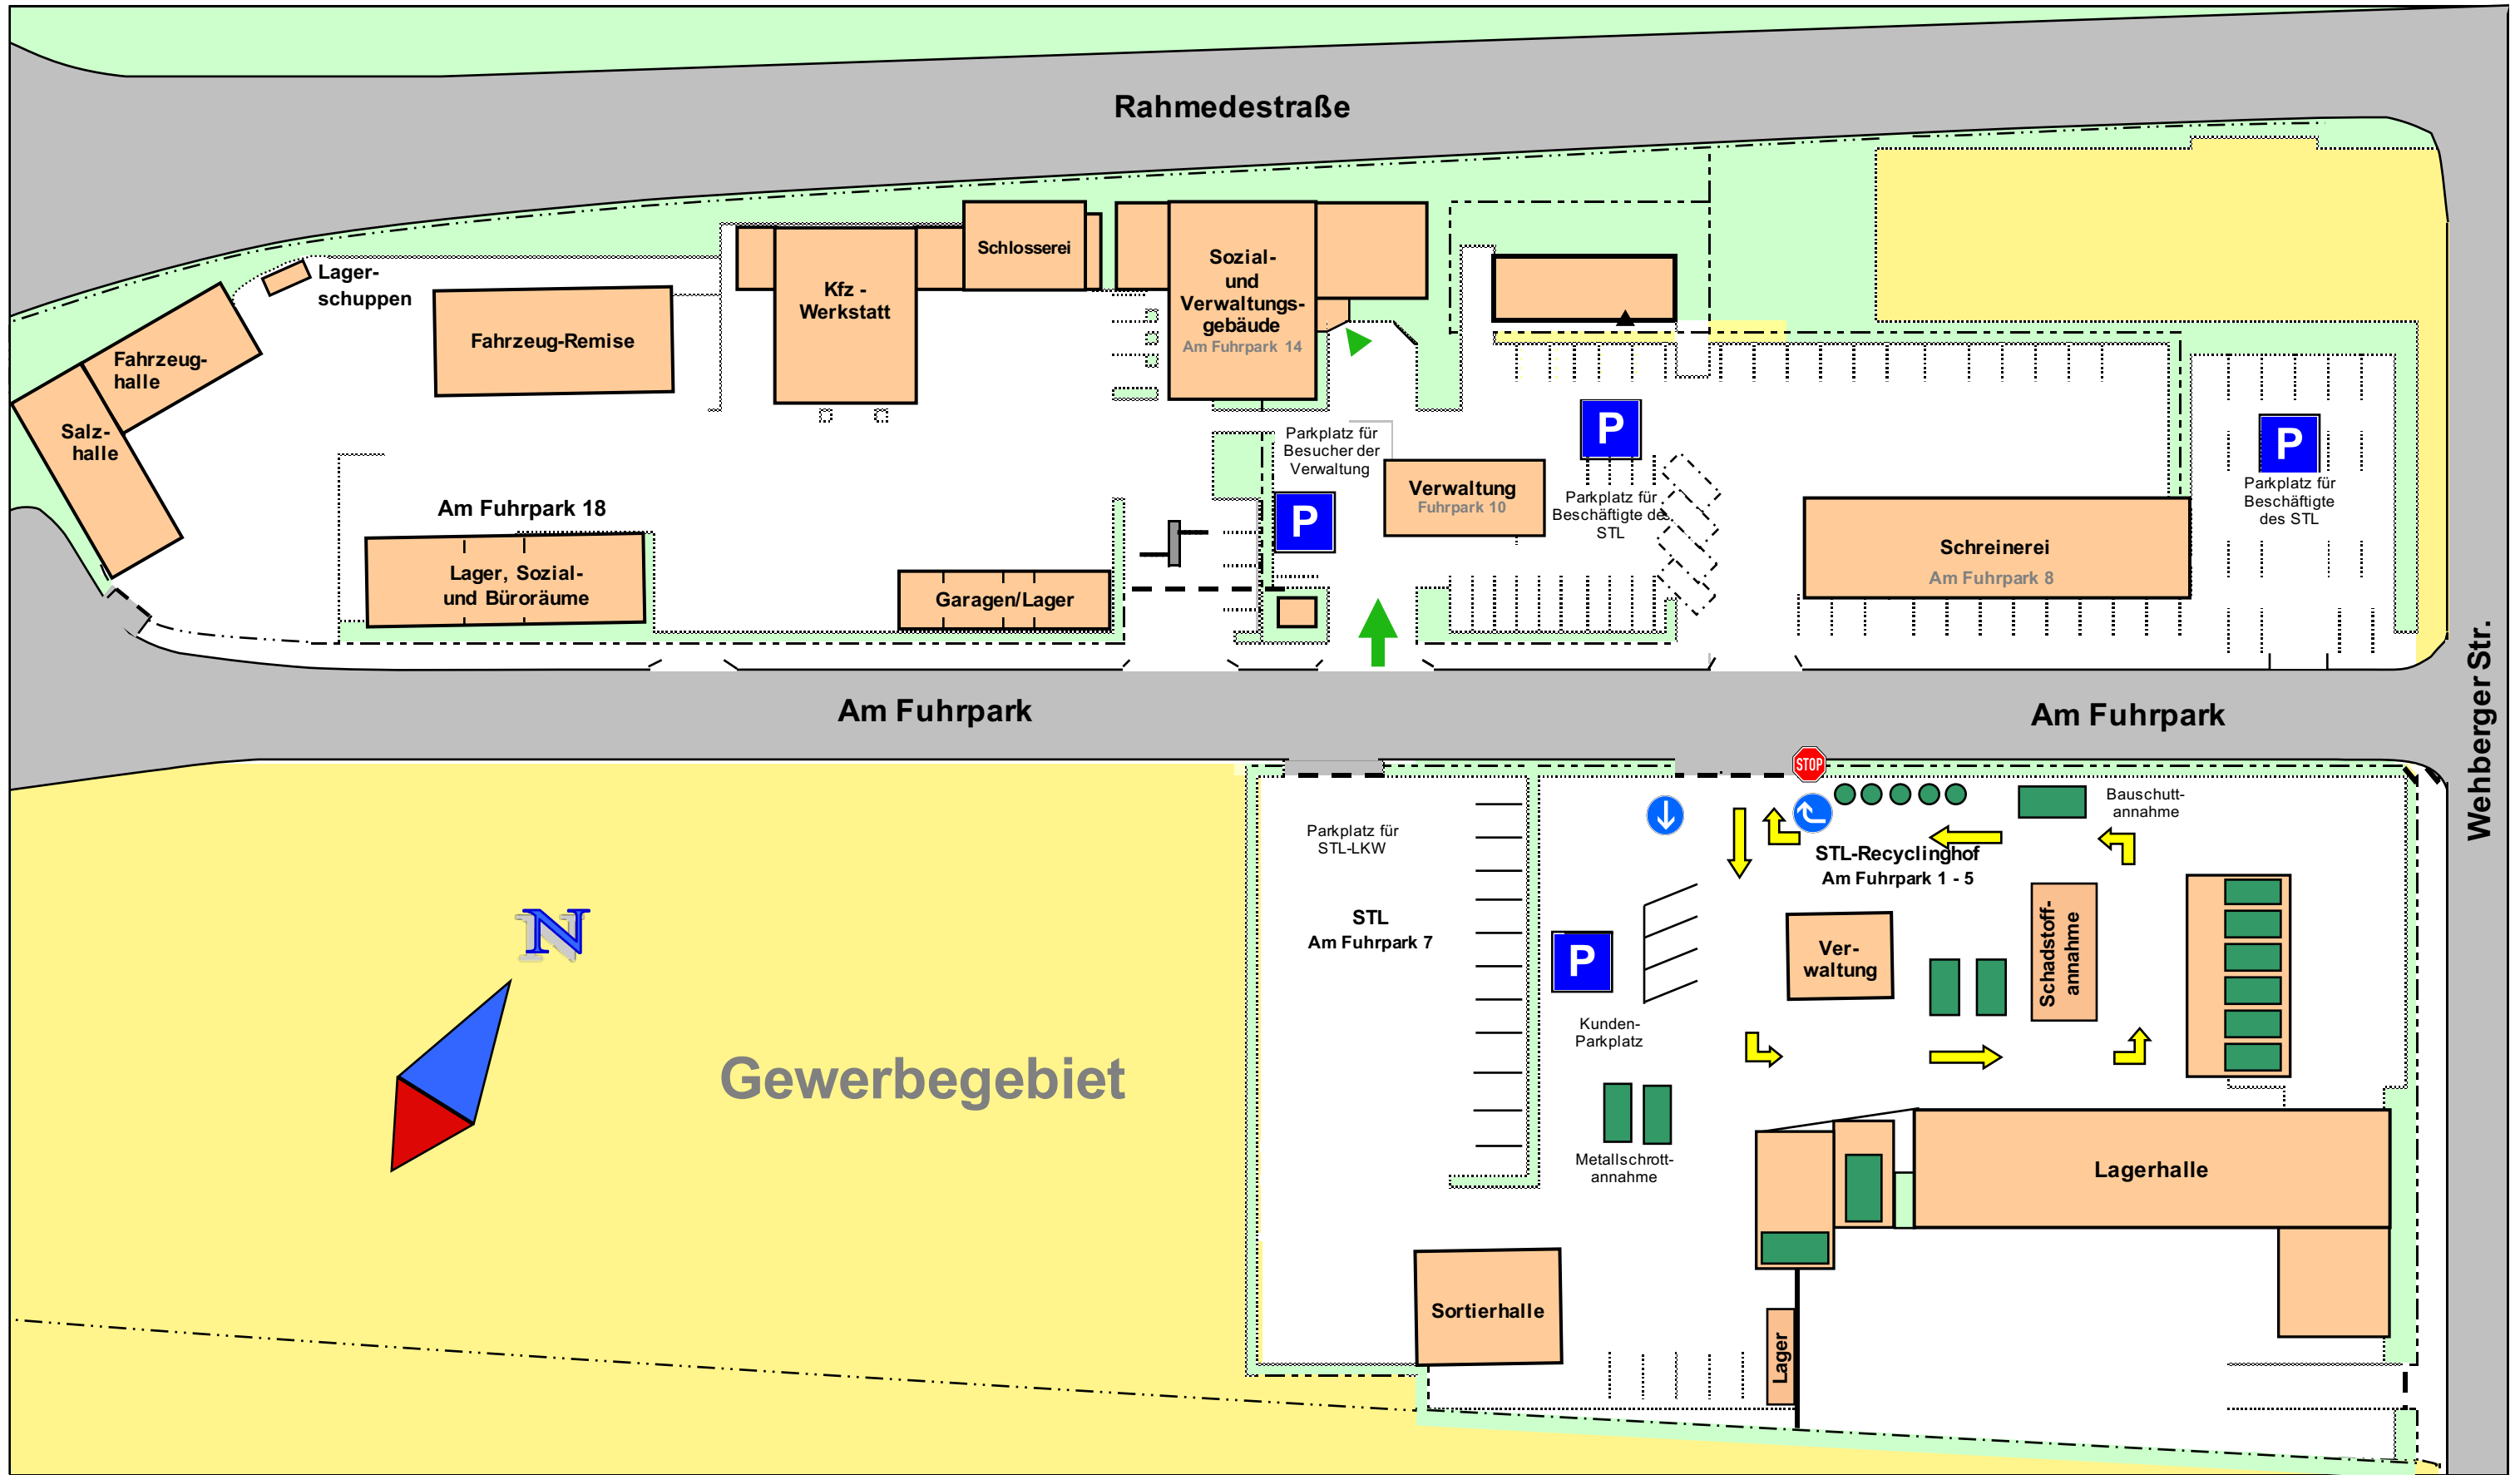 Rahmedestraße
Lager-
schuppen
Fahrzeug-
halle
Salz-
halle
Fahrzeug-Remise
Kfz -
Werkstatt
Schlosserei
Sozial-
und
Verwaltungs-
gebäude
Am Fuhrpark 14
Parkplatz für
Besucher der
Verwaltung
P
Verwaltung
Fuhrpark 10
P
Parkplatz für
Beschäftigte des
STL
P
Parkplatz für
Beschäftigte
des STL
Schreinerei
Am Fuhrpark 8
Am Fuhrpark 18
Lager, Sozial-
und Büroräume
Garagen/Lager
Am Fuhrpark
Am Fuhrpark
Wehberger Str.
STOP
Parkplatz für
STL-LKW
STL
Am Fuhrpark 7
Bauschutt-
annahme
STL-Recyclinghof
Am Fuhrpark 1 - 5
Ver-
waltung
Schadstoff-
annahme
P
Kunden-
Parkplatz
Metallschrott-
annahme
N
Gewerbegebiet
Lagerhalle
Sortierhalle
Lager